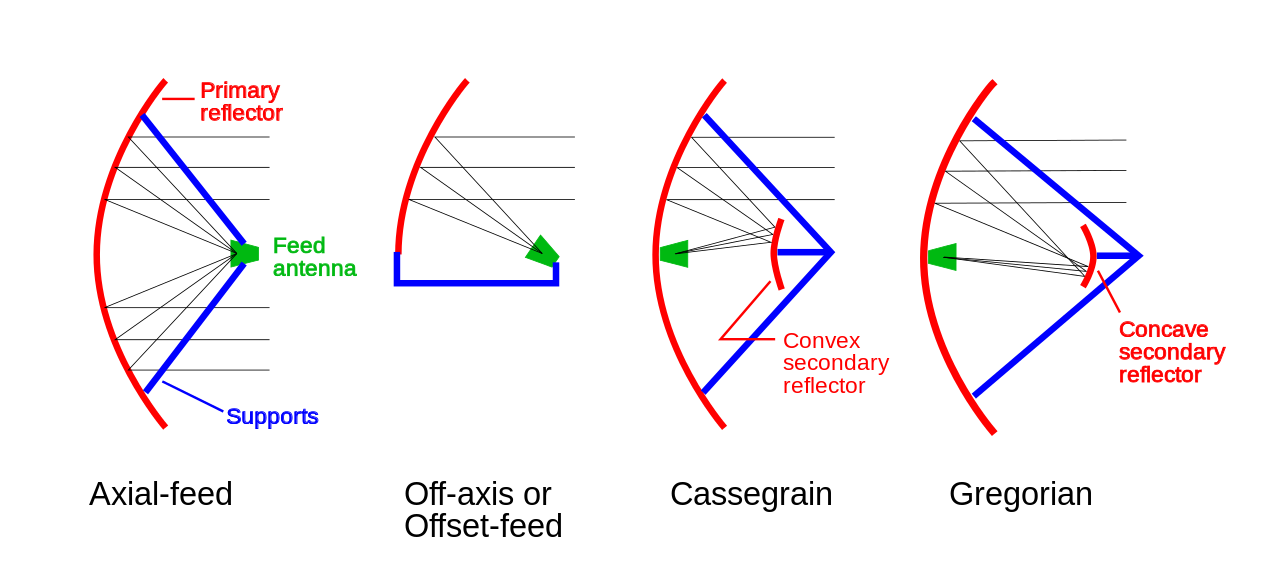 Primary
reflector
Feed
antenna
Supports
Convex
secondary
reflector
Concave
secondary
reflector
Axial-feed
Off-axis or
Offset-feed
Cassegrain
Gregorian